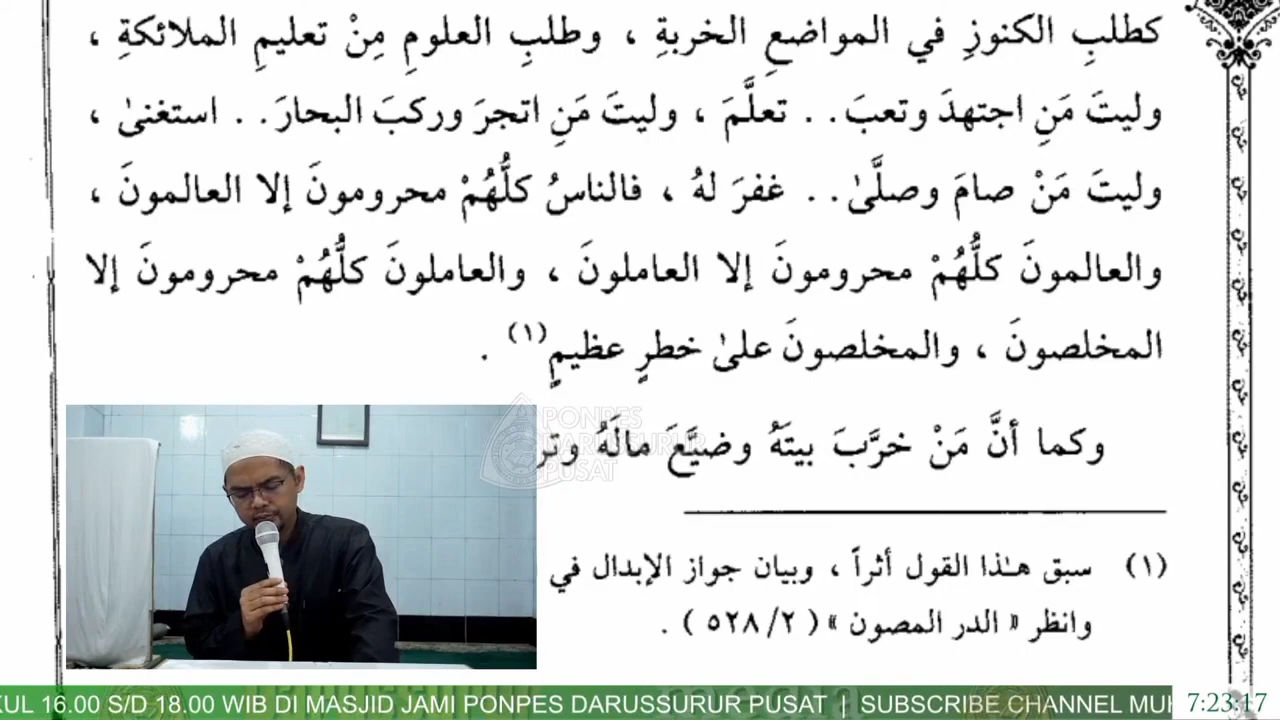 كطلبِ الكنوزِ في المواضعِ الخربةِ ، وطلبِ العلومِ مِنْ تعليمِ الملائكةِ ،
وليتَ مَنِ اجتهدَ وتعبَ . . تعلَّمَ ، وليتَ مَنِ اتجرَ وركبَ البحارَ . . استغنىٰ ،
وليتَ مَنْ صامَ وصلَّىٰ . . غفرَ لهُ ، فالناسُ كلُّهُمْ محرومونَ إلا العالمونَ ،
والعالمونَ كلُّهُمْ محرومونَ إلا العاملونَ ، والعاملونَ كلُّهُمْ محرومونَ إلا
المخلصونَ ، والمخلصونَ علىٰ خطرٍ عظيمٍ(١) .
وكما أنَّ مَنْ خرَّبَ بيتَهُ وضيَّعَ مالَهُ
PONPES
DARUSSURUR
PUSAT
(١) سبق هـٰذا القول أثراً ، وبيان جواز الإبدال في
وانظر « الدر المصون » ( ٥٢٨/٢ ) .
16.00 S/D 18.00 WIB DI MASJID JAMI PONPES DARUSSURUR PUSAT | SUBSCRIBE CHANNEL
7:23:17